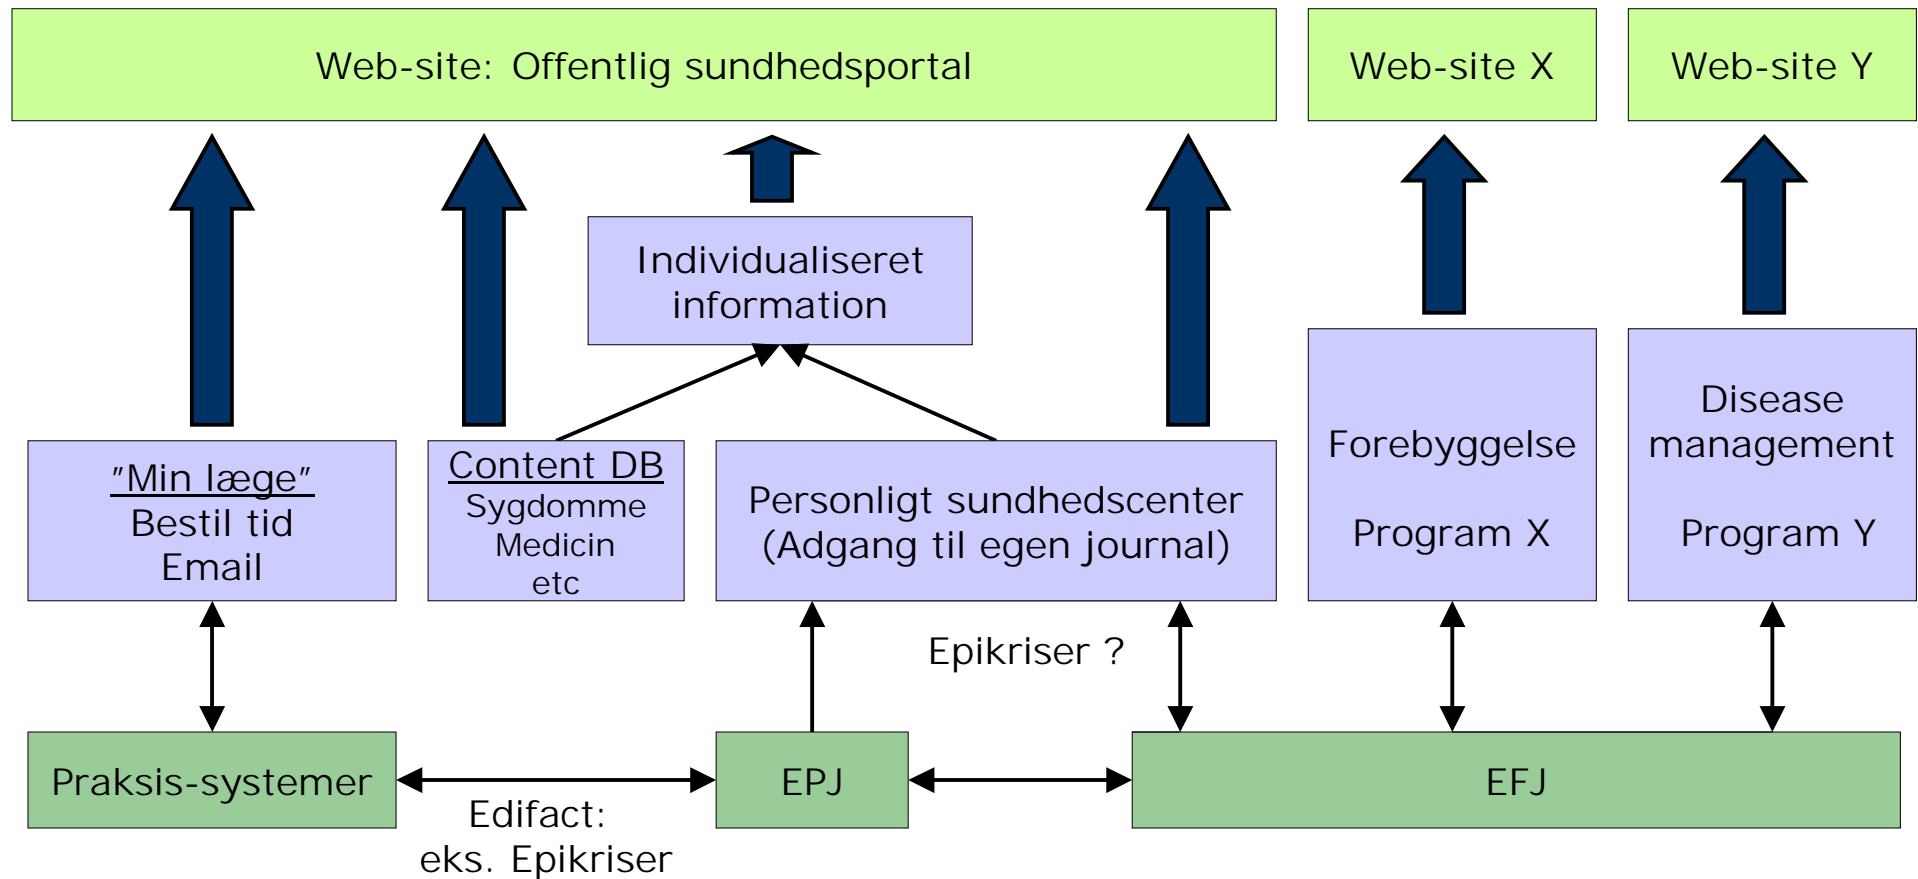 Web-site: Offentlig sundhedsportal
Web-site X
Web-site Y
Individualiseret
information
"Min læge"
Bestil tid
Email
Content DB
Sygdomme
Medicin
etc
Personligt sundhedscenter
(Adgang til egen journal)
Forebyggelse
Program X
Disease
management
Program Y
Epikriser ?
Praksis-systemer
Edifact:
eks. Epikriser
EPJ
EFJ